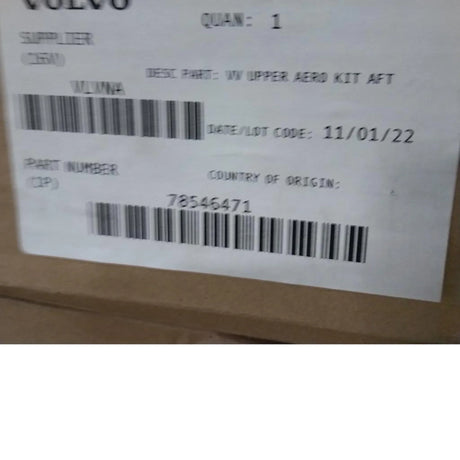 VOLVO
QUAN: 1
SUPPLIER
DESC PART: VV UPPER AERO KIT AFT
DATE/LOT CODE: 11/01/22
PART NUMBER
(1P)
COUNTRY OF ORIGIN:
78546471